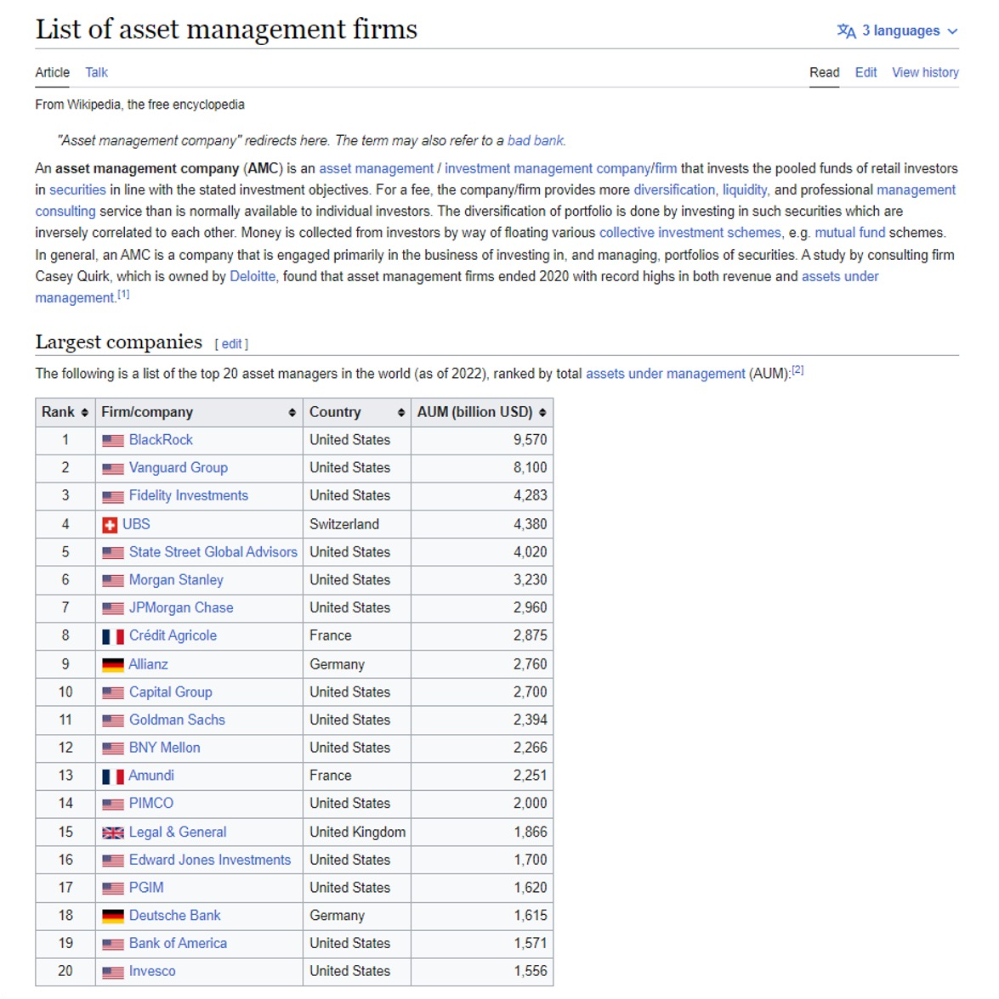 List of asset management firms
3 languages
Article Talk
Read Edit View history
From Wikipedia, the free encyclopedia
"Asset management company" redirects here. The term may also refer to a bad bank.
An asset management company (AMC) is an asset management / investment management company/firm that invests the pooled funds of retail investors
in securities in line with the stated investment objectives. For a fee, the company/firm provides more diversification, liquidity, and professional management
consulting service than is normally available to individual investors. The diversification of portfolio is done by investing in such securities which are
inversely correlated to each other. Money is collected from investors by way of floating various collective investment schemes, e.g. mutual fund schemes.
In general, an AMC is a company that is engaged primarily in the business of investing in, and managing, portfolios of securities. A study by consulting firm
Casey Quirk, which is owned by Deloitte, found that asset management firms ended 2020 with record highs in both revenue and assets under
management.[1]
Largest companies [ edit ]
The following is a list of the top 20 asset managers in the world (as of 2022), ranked by total assets under management (AUM):[2]
Rank Firm/company Country AUM (billion USD)
1 BlackRock United States 9,570
2 Vanguard Group United States 8,100
3 Fidelity Investments United States 4,283
4 UBS Switzerland 4,380
5 State Street Global Advisors United States 4,020
6 Morgan Stanley United States 3,230
7 JPMorgan Chase United States 2,960
8 Crédit Agricole France 2,875
9 Allianz Germany 2,760
10 Capital Group United States 2,700
11 Goldman Sachs United States 2,394
12 BNY Mellon United States 2,266
13 Amundi France 2,251
14 PIMCO United States 2,000
15 Legal & General United Kingdom 1,866
16 Edward Jones Investments United States 1,700
17 PGIM United States 1,620
18 Deutsche Bank Germany 1,615
19 Bank of America United States 1,571
20 Invesco United States 1,556